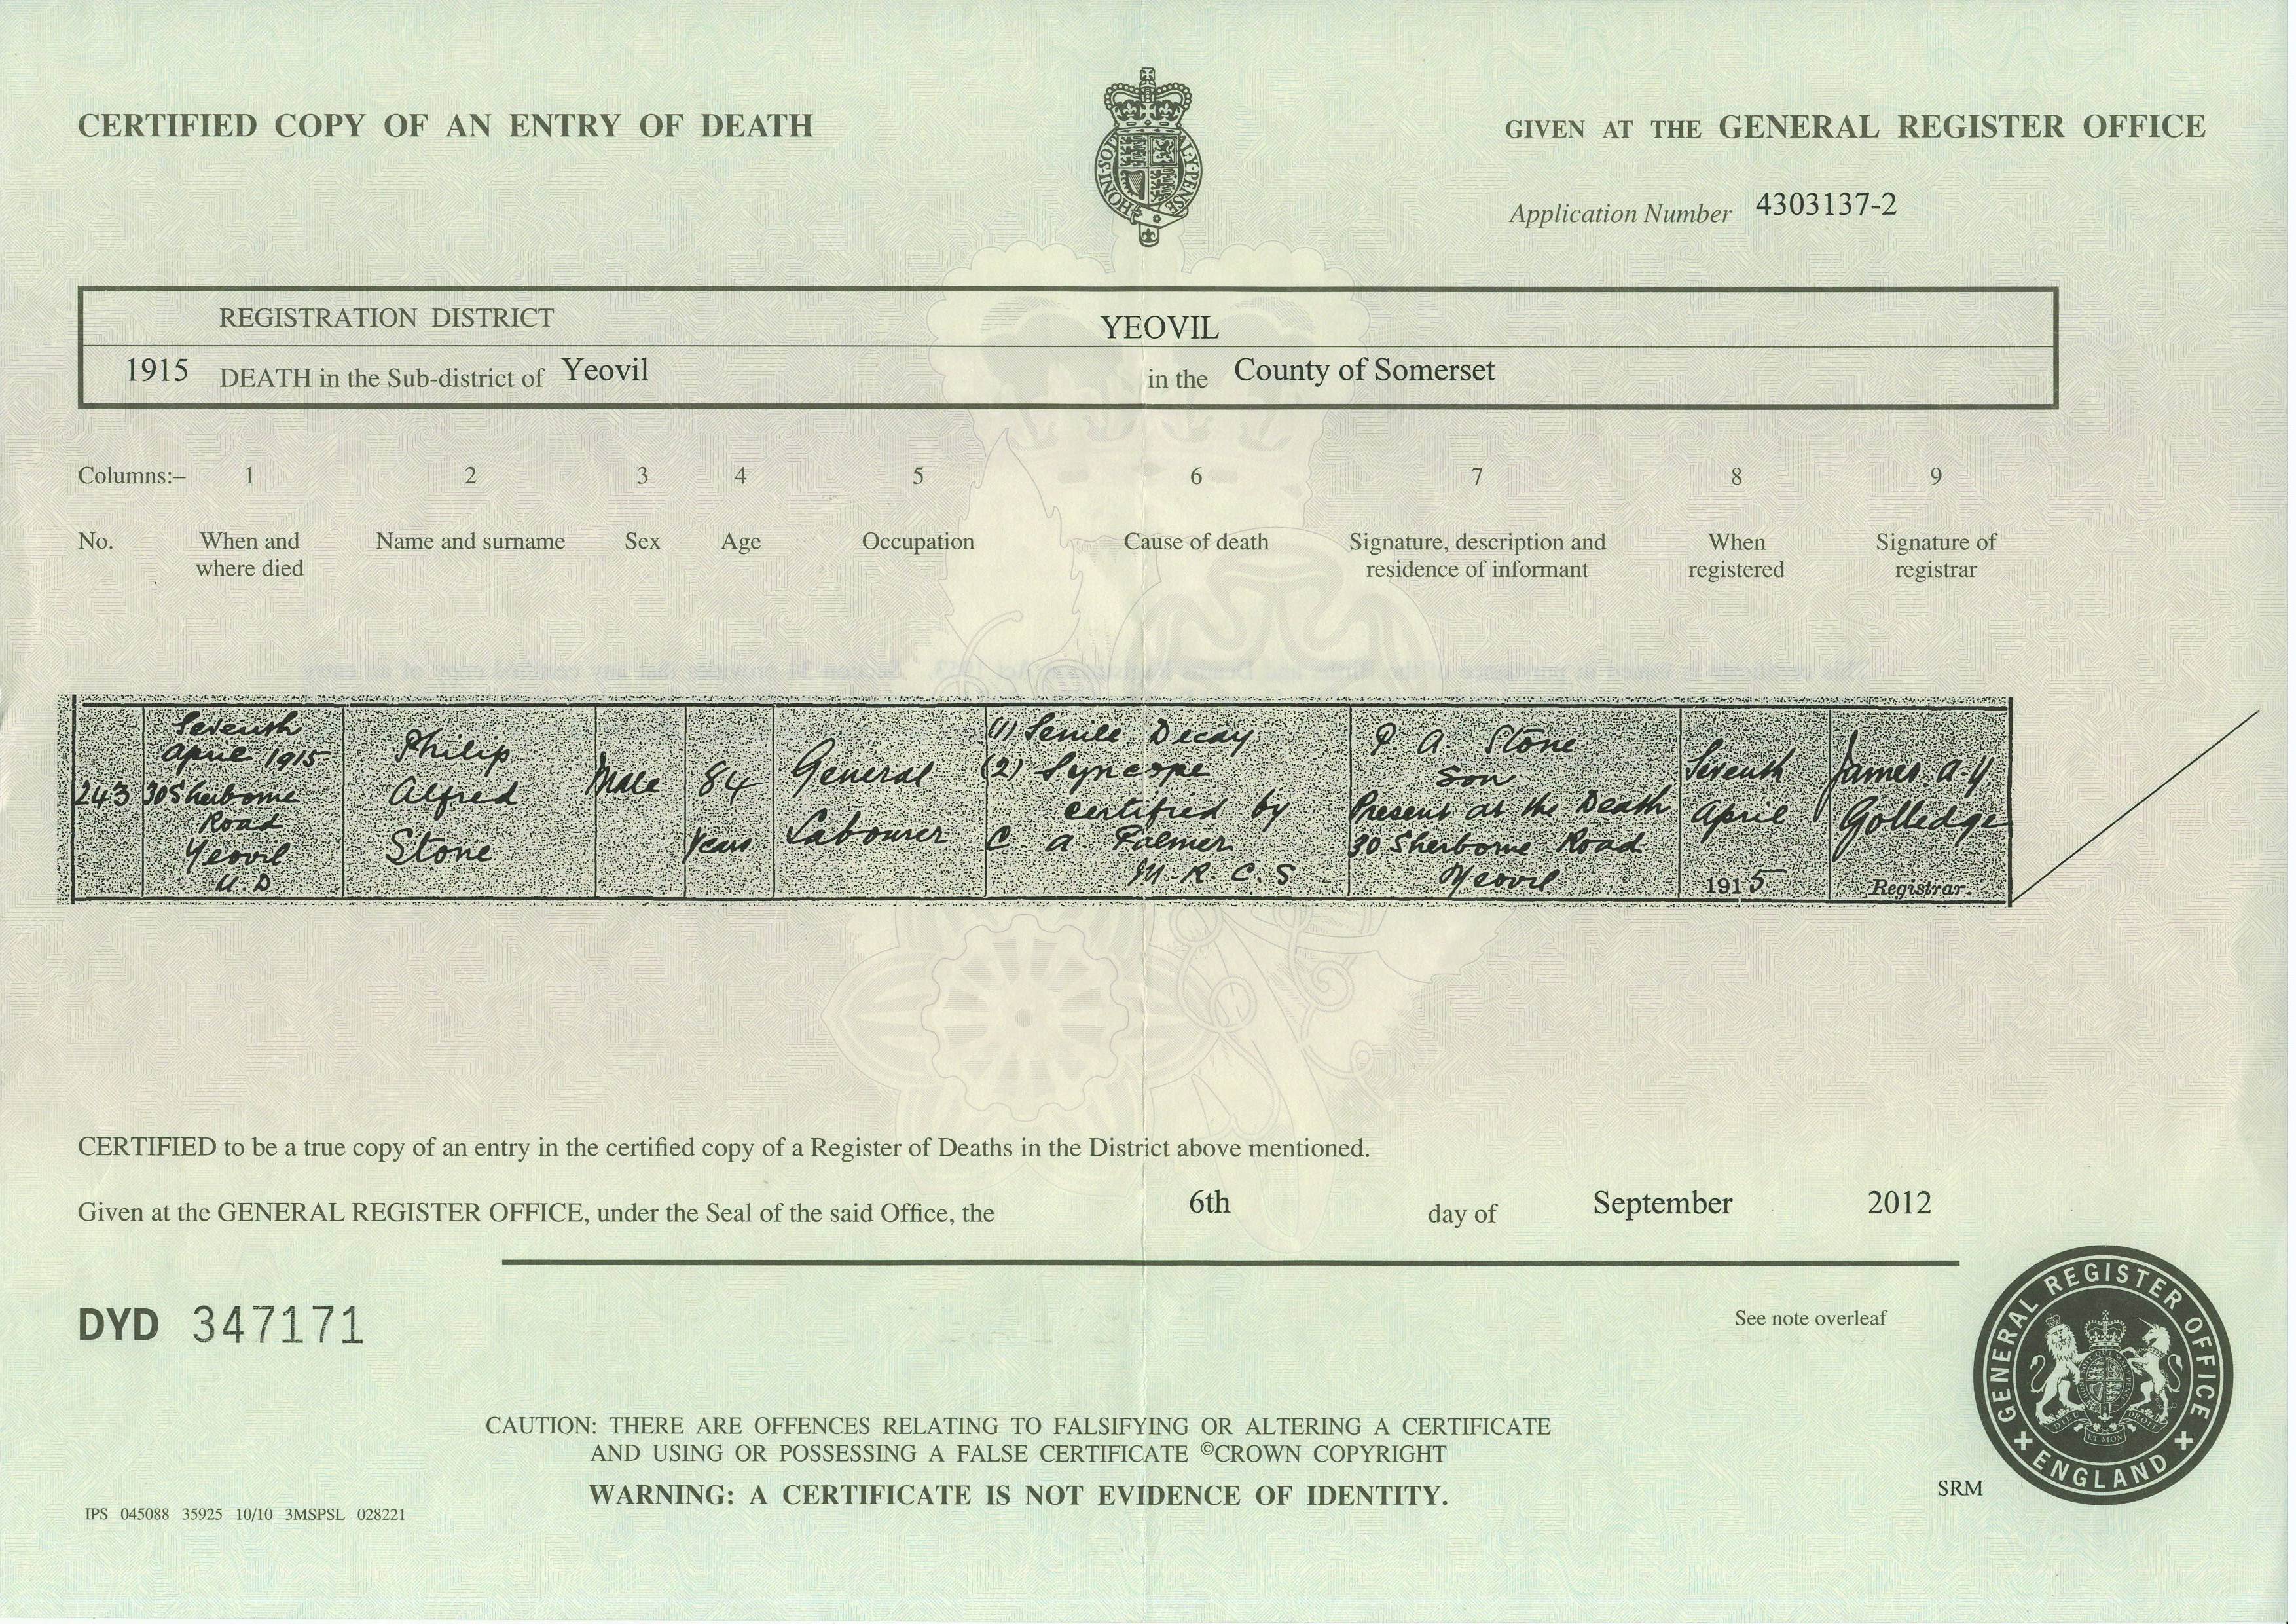 CERTIFIED COPY OF AN ENTRY OF DEATH
GIVEN AT THE GENERAL REGISTER OFFICE
HONI·SOI
AL·Y·PENSE
Application Number 4303137-2
REGISTRATION DISTRICT YEOVIL
1915 DEATH in the Sub-district of Yeovil in the County of Somerset
Columns:– 1 2 3 4 5 6 7 8 9
No.
When and
where died
Name and surname
Sex
Age
Occupation
Cause of death
Signature, description and
residence of informant
When
registered
Signature of
registrar
243
Seventh
April 1915
30 Sherborne
Road
Yeovil
U.D
Philip
Alfred
Stone
Male
84
years
General
Labourer
(1) Senile Decay
(2) Syncope
certified by
C. A. Palmer
M.R.C.S
P A. Stone
Son
Present at the Death
30 Sherborne Road
Yeovil
Seventh
April
1915
James. A-Y
Golledge
Registrar.
CERTIFIED to be a true copy of an entry in the certified copy of a Register of Deaths in the District above mentioned.
Given at the GENERAL REGISTER OFFICE, under the Seal of the said Office, the 6th day of September 2012
DYD 347171
See note overleaf
CAUTION: THERE ARE OFFENCES RELATING TO FALSIFYING OR ALTERING A CERTIFICATE
AND USING OR POSSESSING A FALSE CERTIFICATE ©CROWN COPYRIGHT
WARNING: A CERTIFICATE IS NOT EVIDENCE OF IDENTITY.
IPS 045088 35925 10/10 3MSPSL 028221
SRM
GENERAL REGISTER OFFICE
ENGLAND
DIEU ET MON DROIT